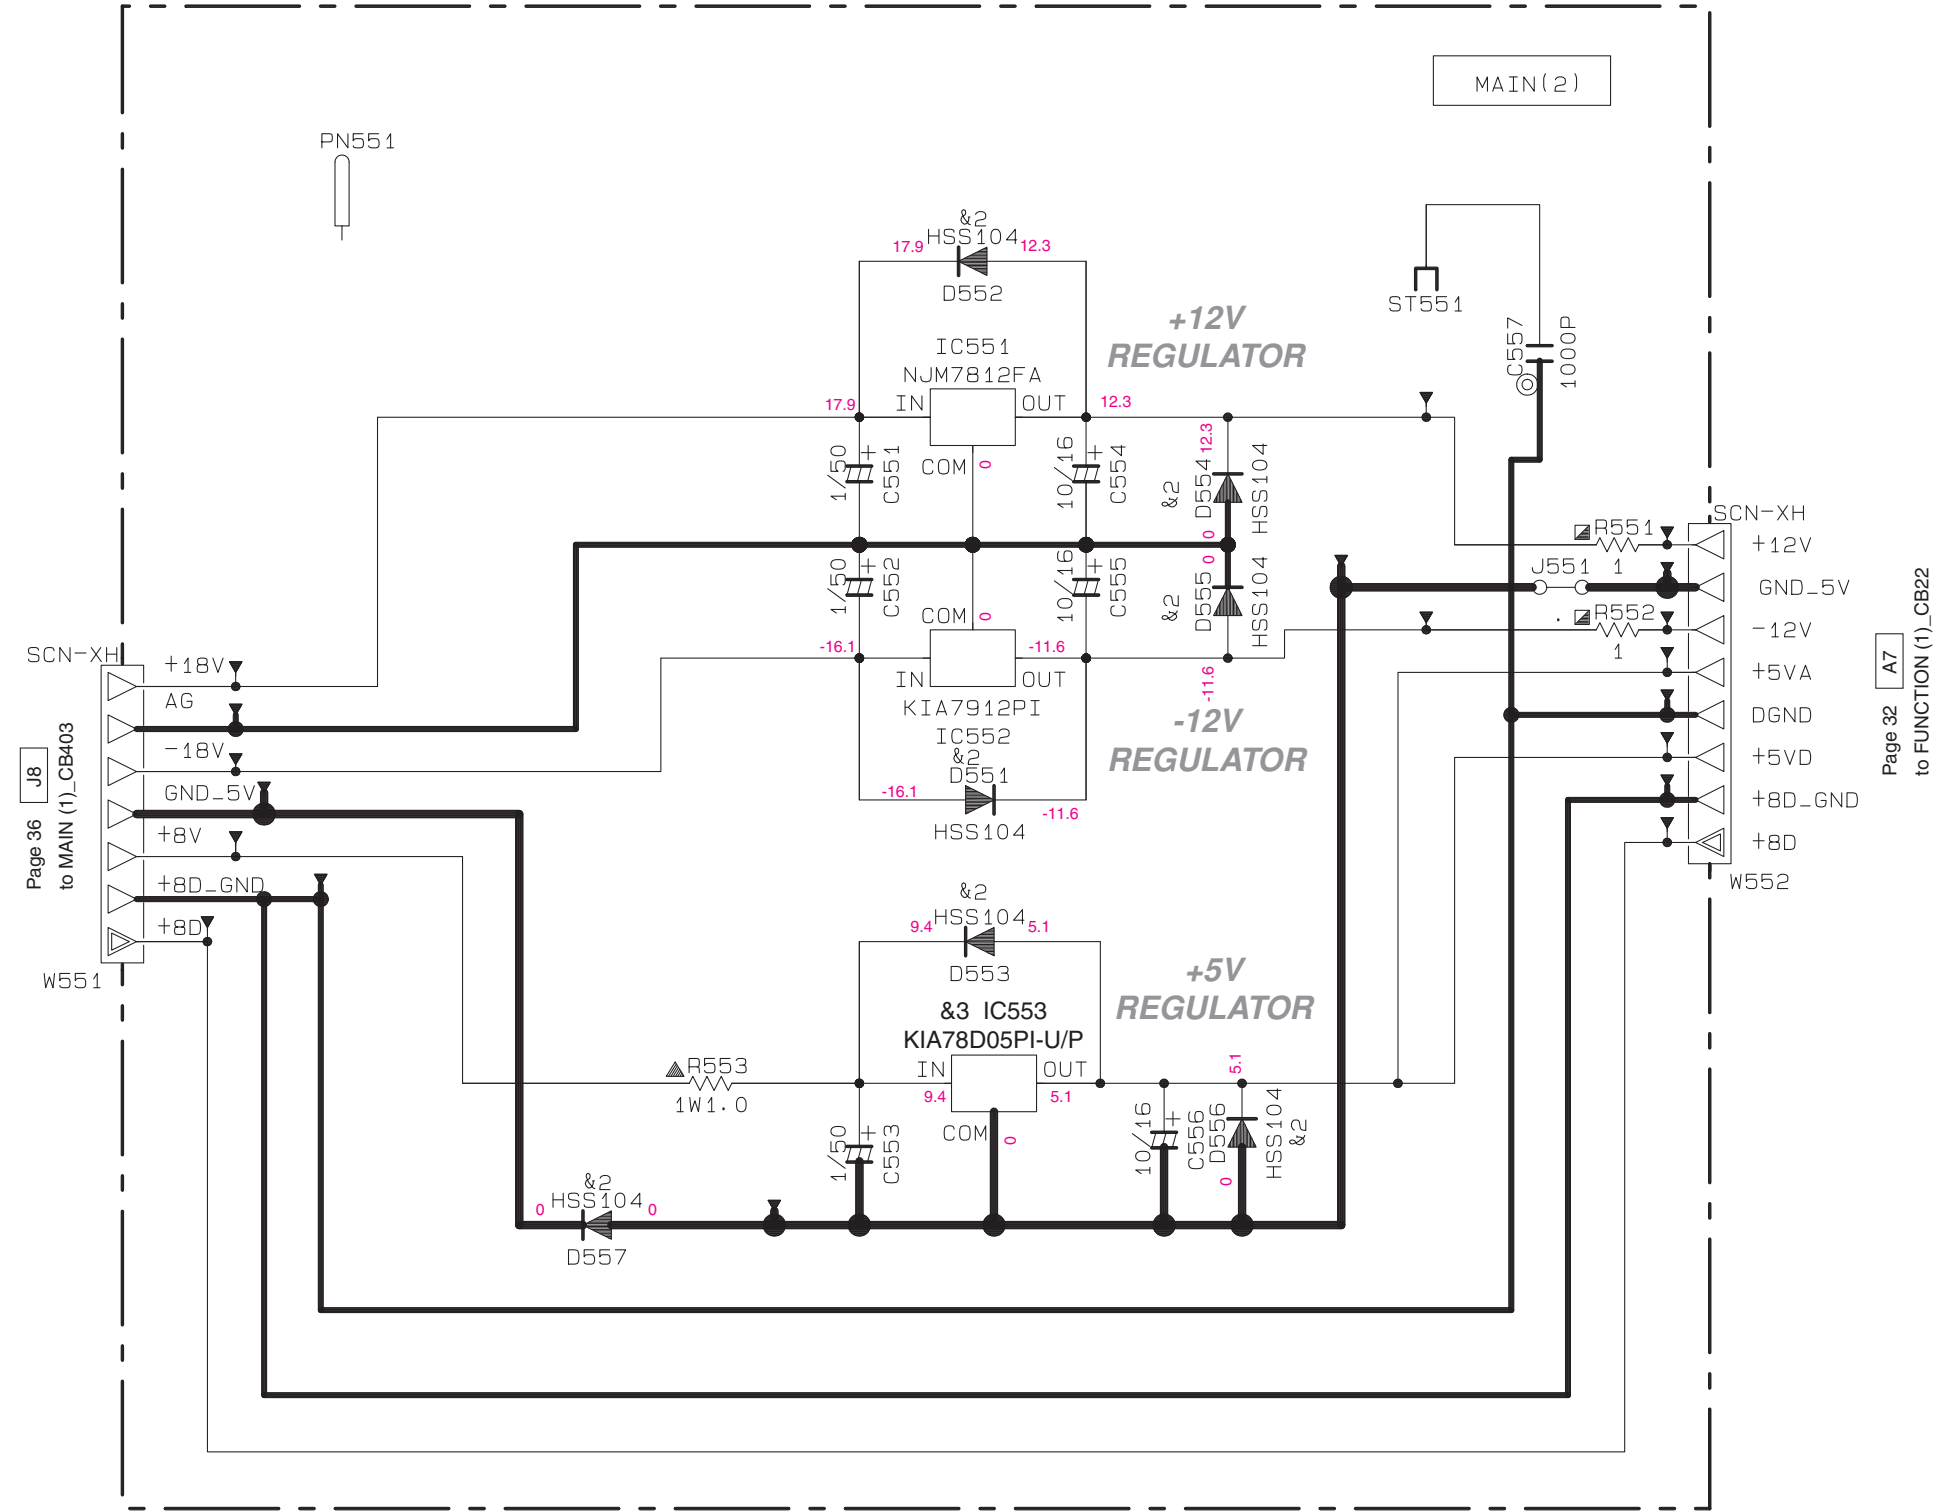 MAIN(2)
PN551
&2
HSS104
17.9
12.3
D552
+12V
REGULATOR
ST551
C557
1000P
IC551
NJM7812FA
17.9
IN
OUT
12.3
COM
0
1/50
C551
10/16
C554
12.3
&2
D554
HSS104
0
1/50
C552
10/16
C555
0
&2
D555
HSS104
COM
0
-16.1
-11.6
IN
OUT
KIA7912PI
IC552
-11.6
-12V
REGULATOR
&2
D551
-16.1
-11.6
HSS104
SCN-XH
R551
1
+12V
J551
GND_5V
R552
1
-12V
+5VA
DGND
+5VD
+8D_GND
+8D
W552
Page 32 A7
to FUNCTION (1)_CB22
SCN-XH
+18V
AG
-18V
GND_5V
+8V
+8D_GND
+8D
W551
Page 36 J8
to MAIN (1)_CB403
&2
HSS104
9.4
5.1
D553
+5V
REGULATOR
&3 IC553
KIA78D05PI-U/P
R553
1W1.0
IN
OUT
9.4
5.1
COM
0
1/50
C553
10/16
C556
5.1
D556
HSS104
&2
0
&2
HSS104
0
0
D557